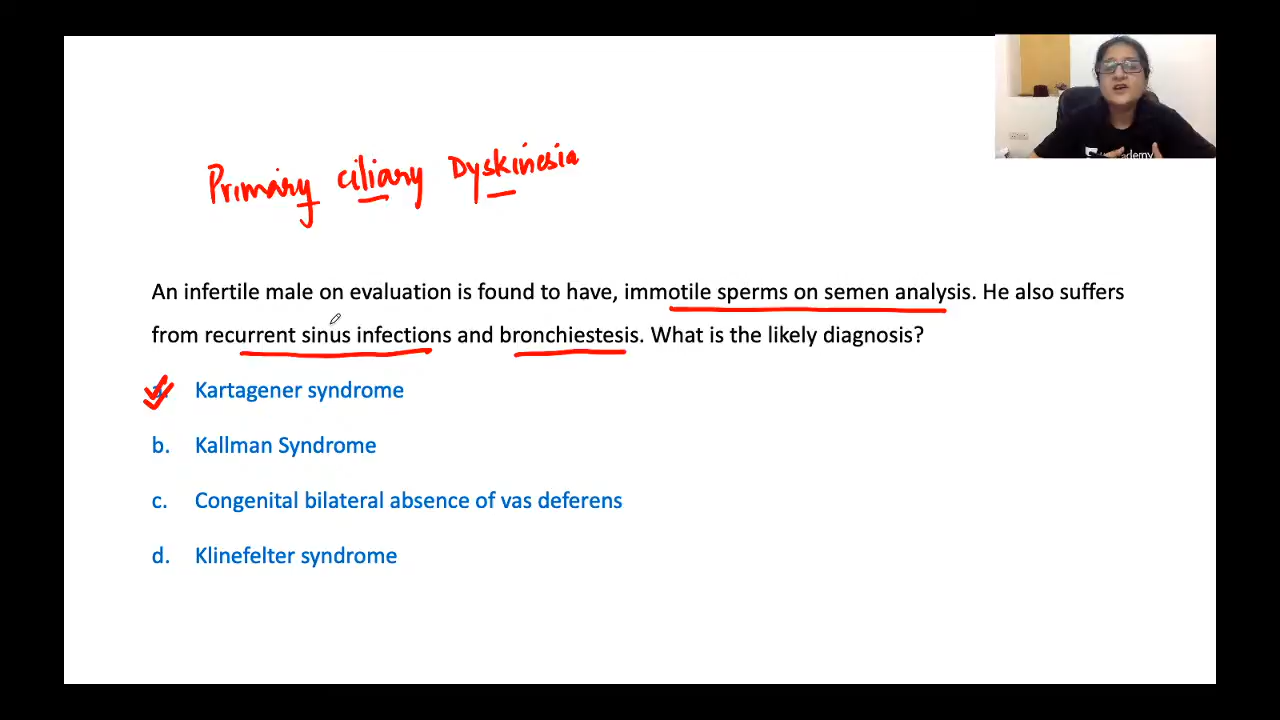 Primary ciliary Dyskinesia
An infertile male on evaluation is found to have, immotile sperms on semen analysis. He also suffers
from recurrent sinus infections and bronchiestesis. What is the likely diagnosis?
a. Kartagener syndrome
b. Kallman Syndrome
c. Congenital bilateral absence of vas deferens
d. Klinefelter syndrome